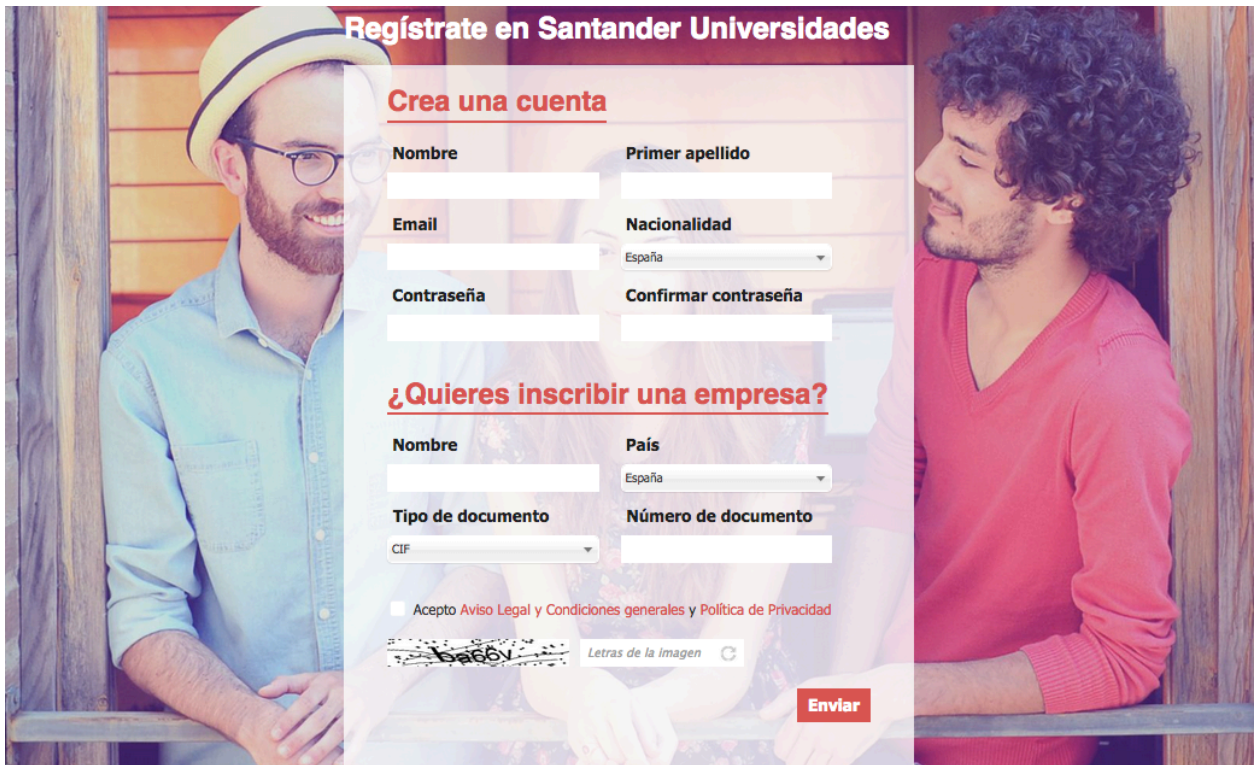 Regístrate en Santander Universidades
Crea una cuenta
Nombre Primer apellido
Email Nacionalidad
España
Contraseña Confirmar contraseña
¿Quieres inscribir una empresa?
Nombre País
España
Tipo de documento Número de documento
CIF
Acepto Aviso Legal y Condiciones generales y Política de Privacidad
Letras de la imagen
Enviar